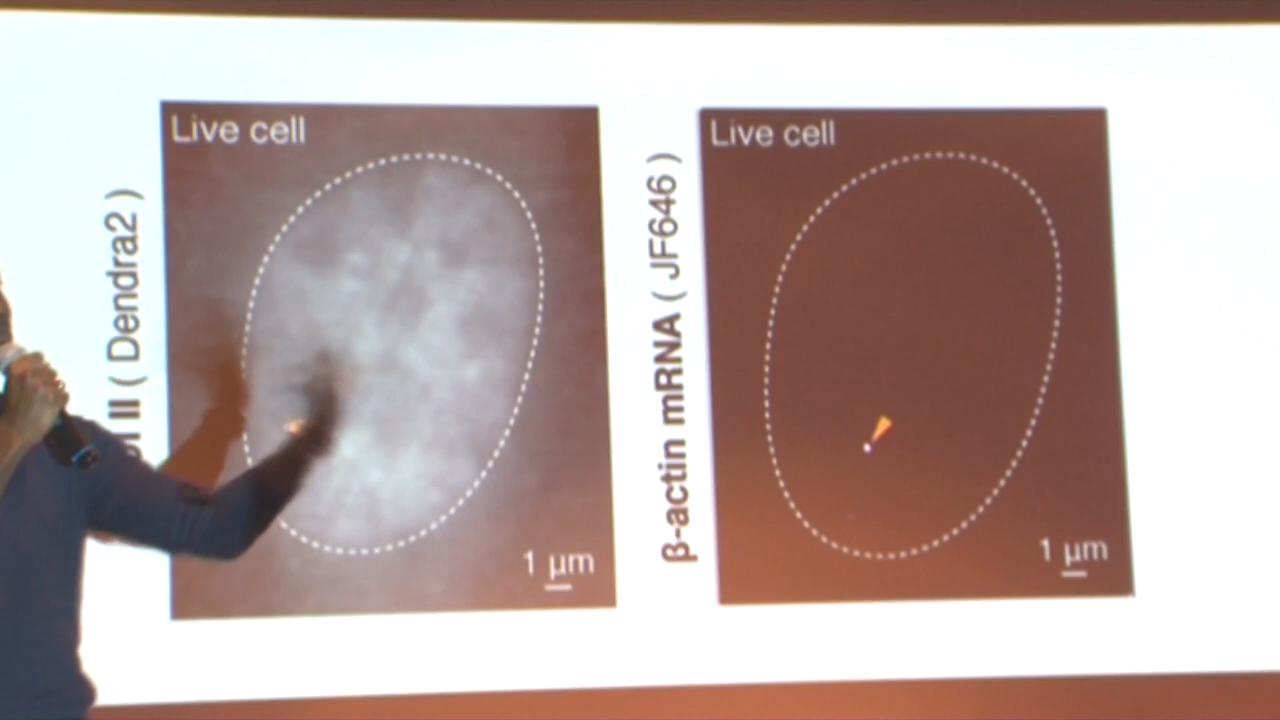 Live cell
II ( Dendra2 )
1 µm
Live cell
β-actin mRNA ( JF646 )
1 µm